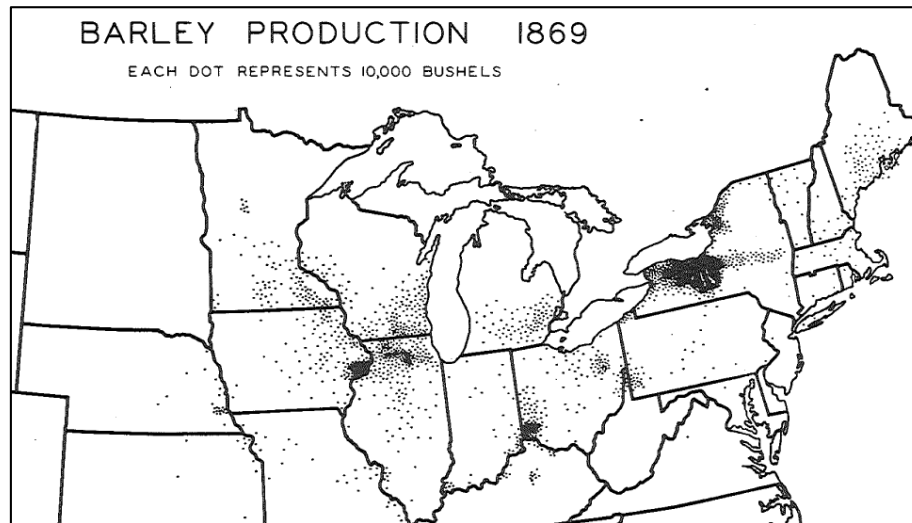 BARLEY PRODUCTION 1869
EACH DOT REPRESENTS 10,000 BUSHELS